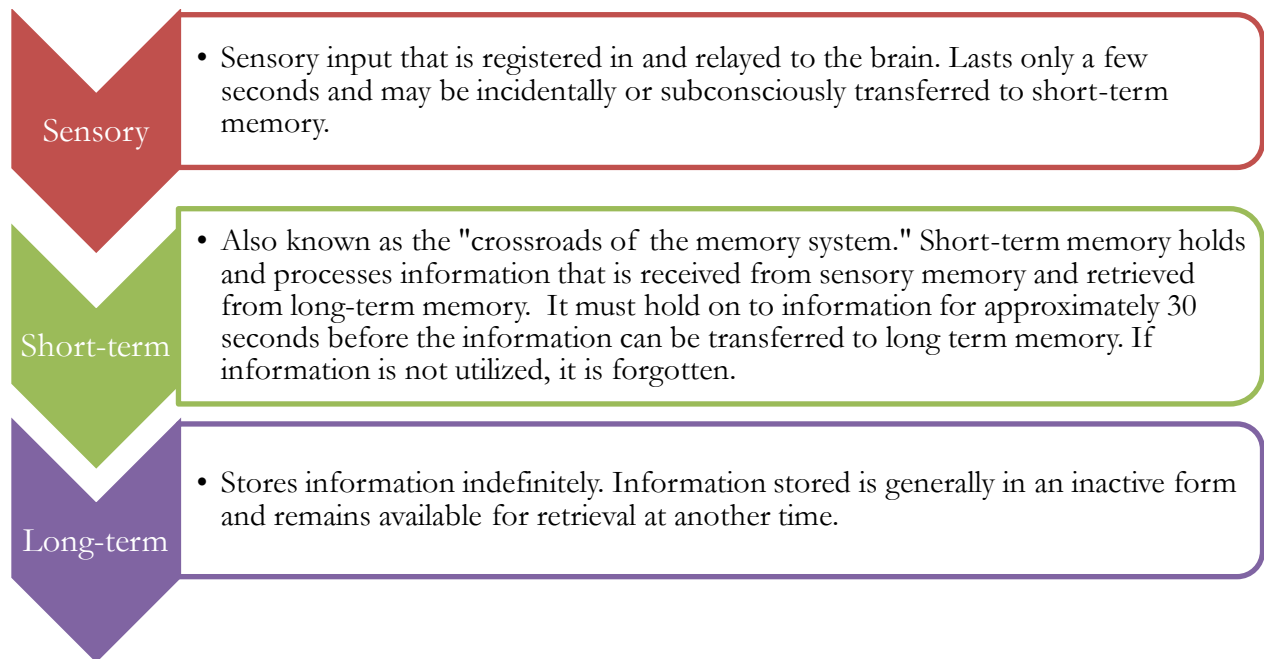 Sensory
• Sensory input that is registered in and relayed to the brain. Lasts only a few
seconds and may be incidentally or subconsciously transferred to short-term
memory.
Short-term
• Also known as the "crossroads of the memory system." Short-term memory holds
and processes information that is received from sensory memory and retrieved
from long-term memory.  It must hold on to information for approximately 30
seconds before the information can be transferred to long term memory. If
information is not utilized, it is forgotten.
Long-term
• Stores information indefinitely. Information stored is generally in an inactive form
and remains available for retrieval at another time.